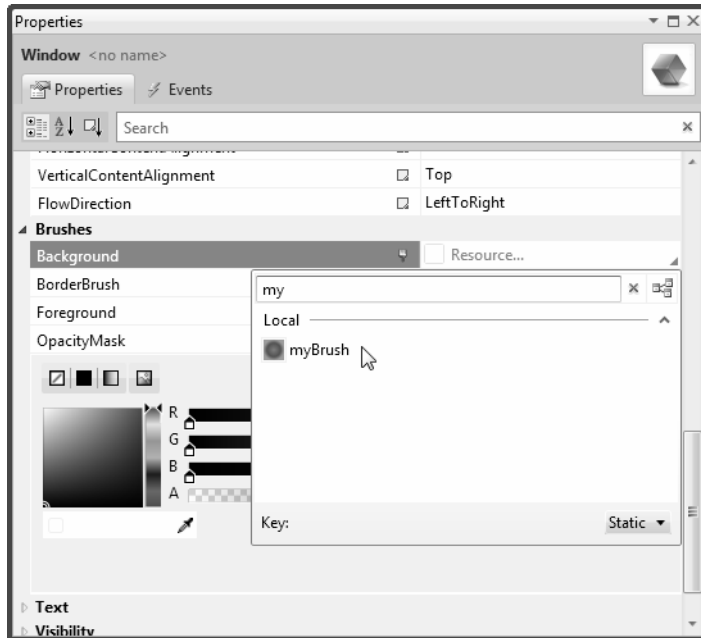 Properties
Window <no name>
Properties Events
Search
HorizontalContentAlignment
VerticalContentAlignment Top
FlowDirection LeftToRight
Brushes
Background Resource...
BorderBrush
my
Foreground
Local
OpacityMask
myBrush
R
G
B
A
Key: Static
Text
Visibility